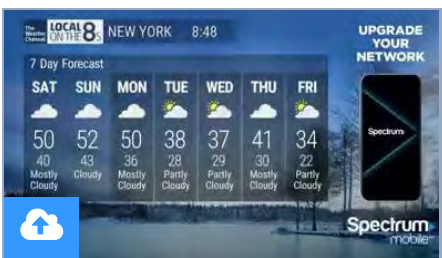 The
Weather
Channel
LOCAL
ON THE 8s
NEW YORK 8:48
7 Day Forecast
SAT SUN MON TUE WED THU FRI
50 52 50 38 37 41 34
40 43 36 28 29 30 22
Mostly Cloudy Mostly Partly Partly Mostly Partly
Cloudy Cloudy Cloudy Cloudy Cloudy Cloudy
UPGRADE
YOUR
NETWORK
Spectrum
Spectrum
mobile